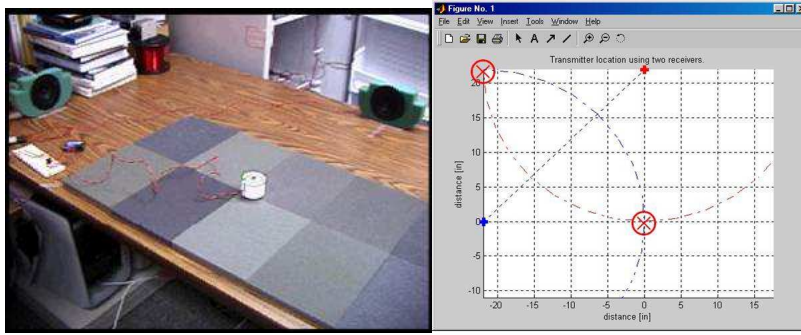 Figure No. 1
File Edit View Insert Tools Window Help
A
Transmitter location using two receivers.
20
15
10
5
0
-5
-10
distance [in]
-20 -15 -10 -5 0 5 10 15
distance [in]